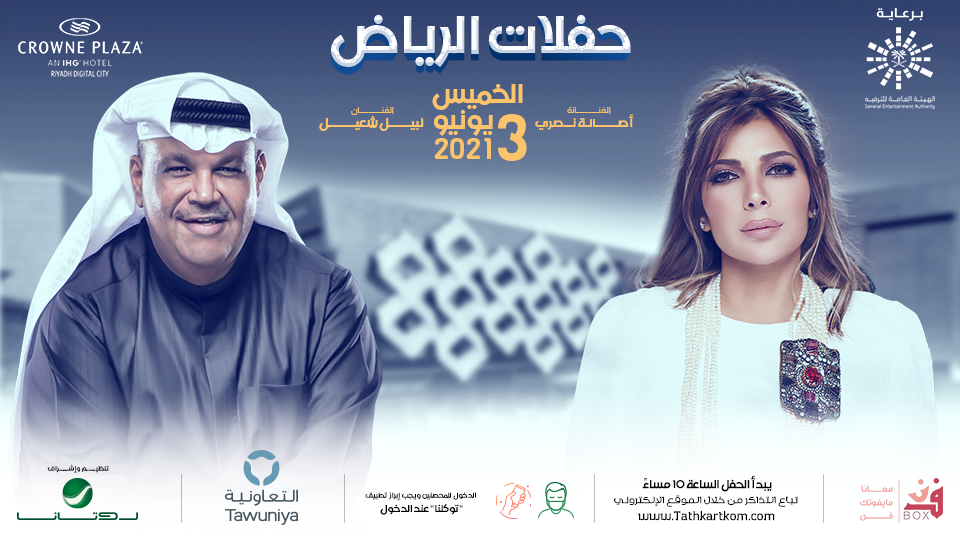 برعاية
الهيئة العامة للترفيه
General Entertainment Authority
حفلات الرياض
CROWNE PLAZA®
AN IHG® HOTEL
RIYADH DIGITAL CITY
الخميس
3 يونيو
2021
الفنانة
أصالة نصري
الفنان
نبيل شعيل
فن
BOX
معانا
مايفوتك
فن
يبدأ الحفل الساعة 10 مساءً
تباع التذاكر من خلال الموقع الإلكتروني
www.Tathkartkom.com
الدخول للمحصنين ويجب إبراز تطبيق
"توكلنا" عند الدخول
التعاونية
Tawuniya
تنظيم وإشراف
روتانا